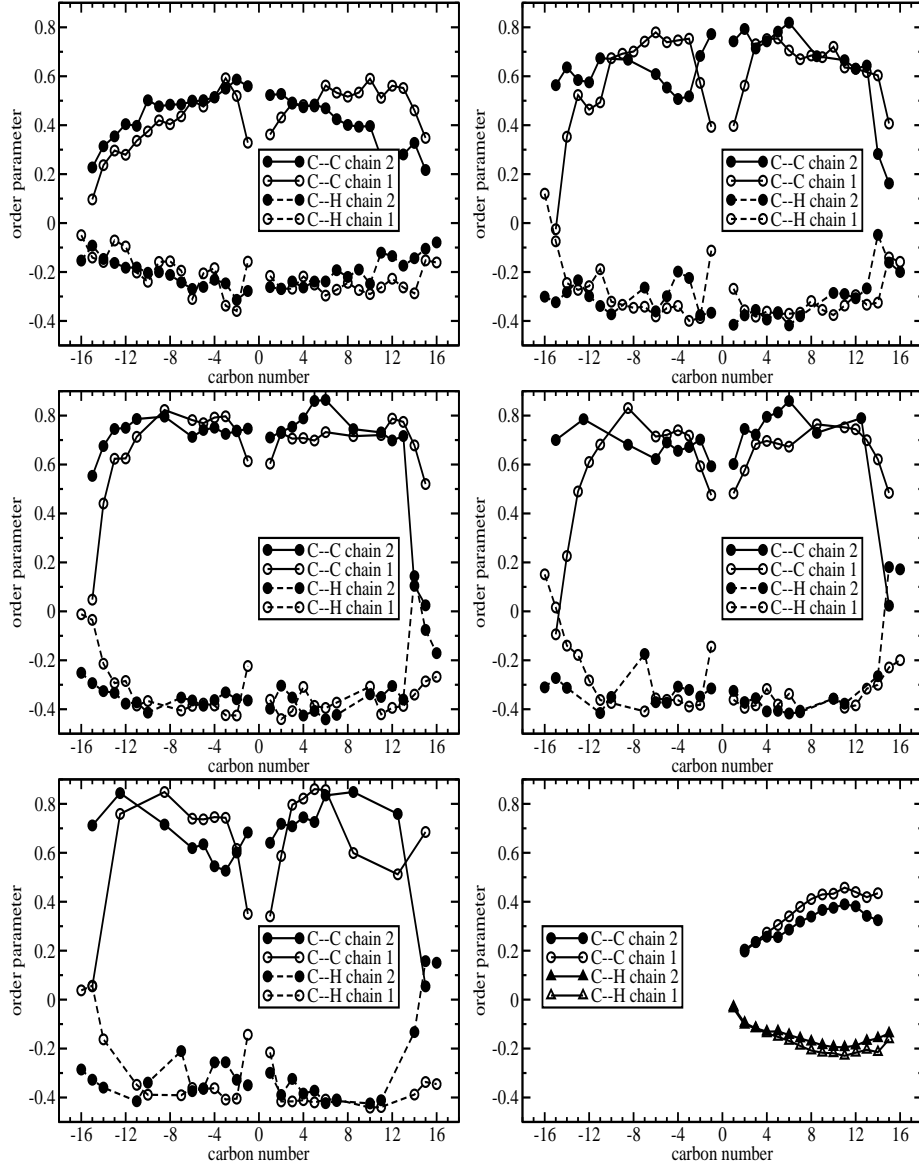 0.8
0.6
0.4
0.2
0
-0.2
-0.4
order parameter
C--C chain 2
C--C chain 1
C--H chain 2
C--H chain 1
-16 -12 -8 -4 0 4 8 12 16
carbon number
0.8
0.6
0.4
0.2
0
-0.2
-0.4
order parameter
C--C chain 2
C--C chain 1
C--H chain 2
C--H chain 1
-16 -12 -8 -4 0 4 8 12 16
carbon number
0.8
0.6
0.4
0.2
0
-0.2
-0.4
order parameter
C--C chain 2
C--C chain 1
C--H chain 2
C--H chain 1
-16 -12 -8 -4 0 4 8 12 16
carbon number
0.8
0.6
0.4
0.2
0
-0.2
-0.4
order parameter
C--C chain 2
C--C chain 1
C--H chain 2
C--H chain 1
-16 -12 -8 -4 0 4 8 12 16
carbon number
0.8
0.6
0.4
0.2
0
-0.2
-0.4
order parameter
C--C chain 2
C--C chain 1
C--H chain 2
C--H chain 1
-16 -12 -8 -4 0 4 8 12 16
carbon number
0.8
0.6
0.4
0.2
0
-0.2
-0.4
order parameter
C--C chain 2
C--C chain 1
C--H chain 2
C--H chain 1
-16 -12 -8 -4 0 4 8 12 16
carbon number